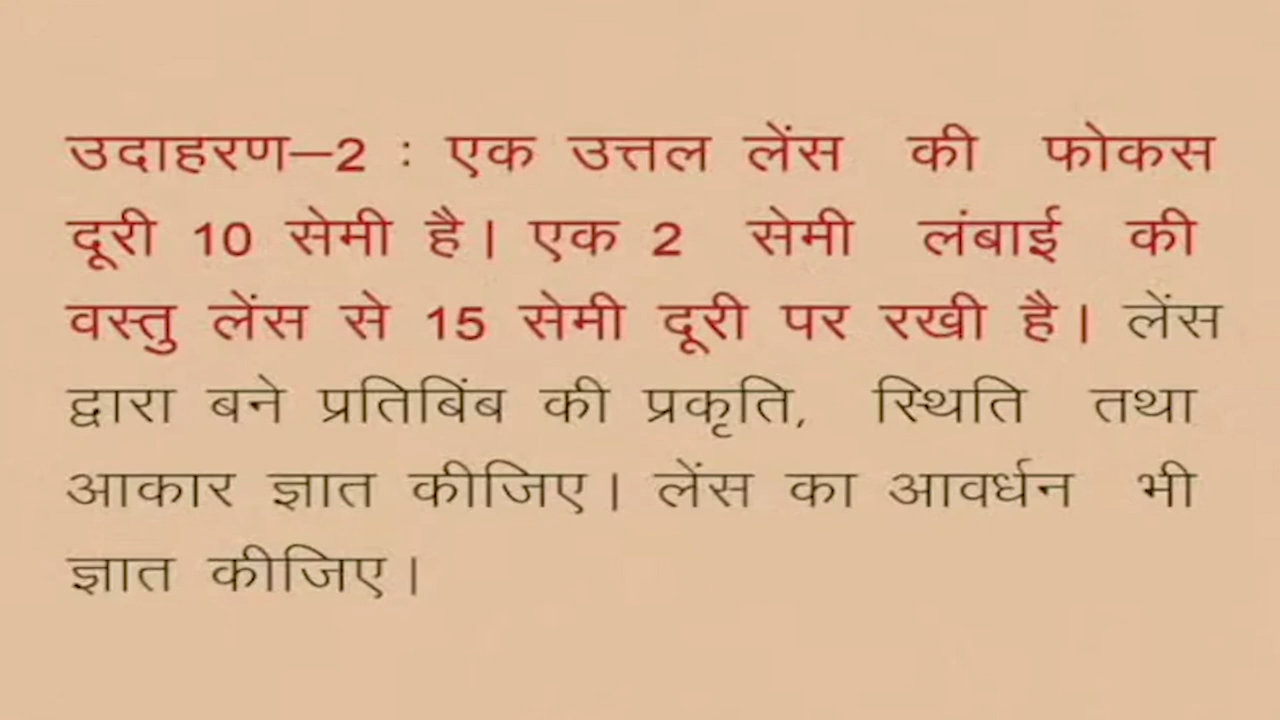 उदाहरण–2 : एक उत्तल लेंस की फोकस
दूरी 10 सेमी है। एक 2 सेमी लंबाई की
वस्तु लेंस से 15 सेमी दूरी पर रखी है। लेंस
द्वारा बने प्रतिबिंब की प्रकृति, स्थिति तथा
आकार ज्ञात कीजिए। लेंस का आवर्धन भी
ज्ञात कीजिए।